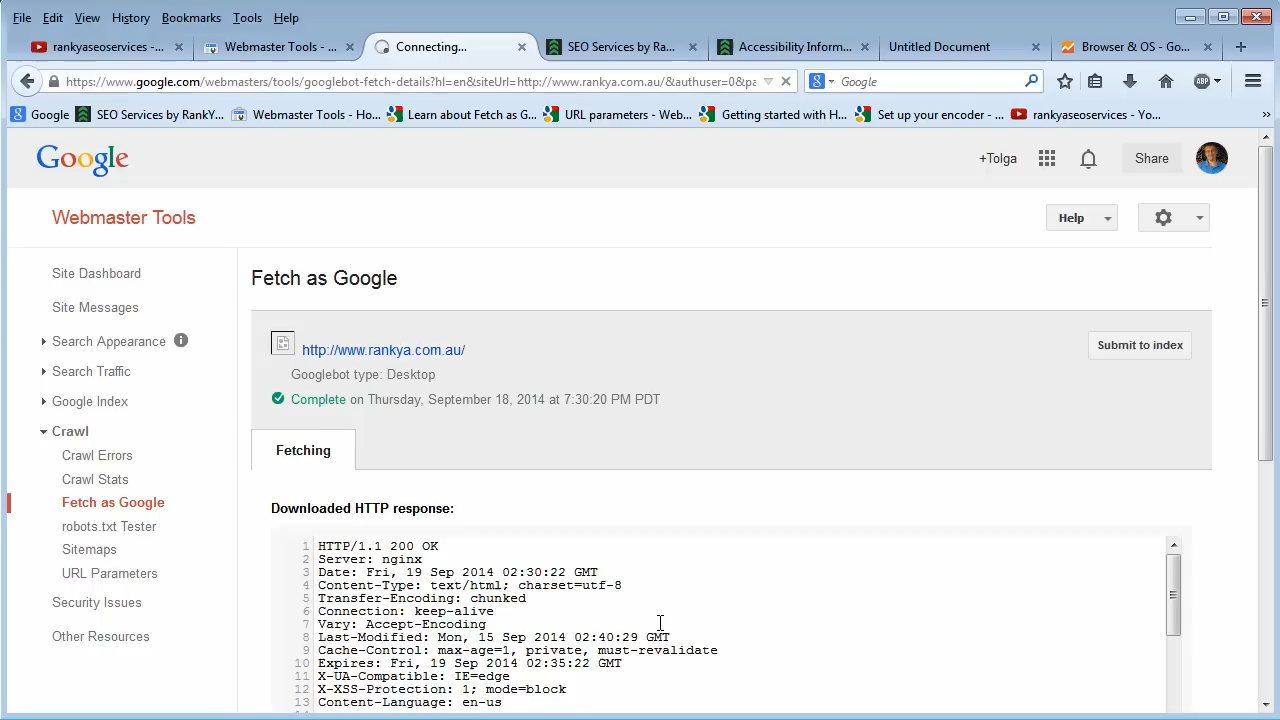 File Edit View History Bookmarks Tools Help
rankyaseoservices -... Webmaster Tools - ... Connecting... SEO Services by Ra... Accessibility Inform... Untitled Document Browser & OS - Go...
https://www.google.com/webmasters/tools/googlebot-fetch-details?hl=en&siteUrl=http://www.rankya.com.au/&authuser=0&pa Google ABP
Google SEO Services by RankY... Webmaster Tools - Ho... Learn about Fetch as G... URL parameters - Web... Getting started with H... Set up your encoder - ... rankyaseoservices - Yo... »
Google +Tolga Share
Webmaster Tools Help
Site Dashboard
Site Messages
Search Appearance
Search Traffic
Google Index
Crawl
Crawl Errors
Crawl Stats
Fetch as Google
robots.txt Tester
Sitemaps
URL Parameters
Security Issues
Other Resources
Fetch as Google
http://www.rankya.com.au/ Submit to index
Googlebot type: Desktop
Complete on Thursday, September 18, 2014 at 7:30:20 PM PDT
Fetching
Downloaded HTTP response:
1 HTTP/1.1 200 OK
2 Server: nginx
3 Date: Fri, 19 Sep 2014 02:30:22 GMT
4 Content-Type: text/html; charset=utf-8
5 Transfer-Encoding: chunked
6 Connection: keep-alive
7 Vary: Accept-Encoding
8 Last-Modified: Mon, 15 Sep 2014 02:40:29 GMT
9 Cache-Control: max-age=1, private, must-revalidate
10 Expires: Fri, 19 Sep 2014 02:35:22 GMT
11 X-UA-Compatible: IE=edge
12 X-XSS-Protection: 1; mode=block
13 Content-Language: en-us